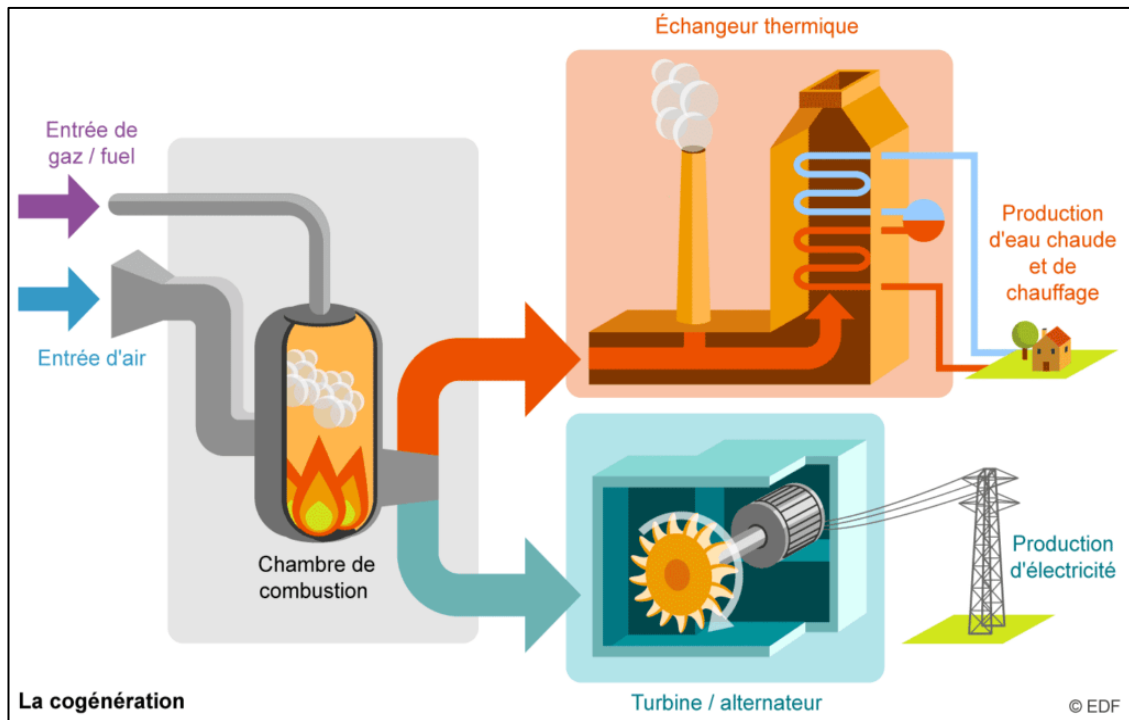 Échangeur thermique
Entrée de
gaz / fuel
Entrée d'air
Chambre de
combustion
Production
d'eau chaude
et de
chauffage
Production
d'électricité
La cogénération
Turbine / alternateur
© EDF